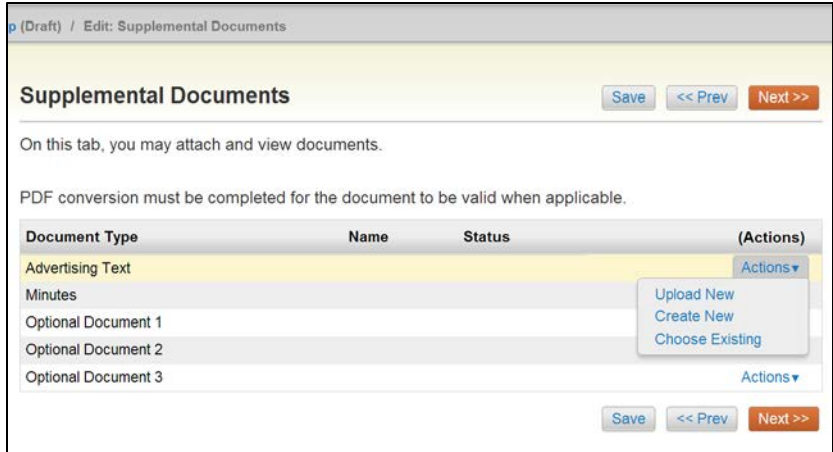 p (Draft) / Edit: Supplemental Documents
Supplemental Documents Save << Prev Next >>
On this tab, you may attach and view documents.
PDF conversion must be completed for the document to be valid when applicable.
Document Type Name Status (Actions)
Advertising Text Actions▼
Minutes Upload New
Create New
Optional Document 1
Choose Existing
Optional Document 2
Optional Document 3 Actions▼
Save << Prev Next >>